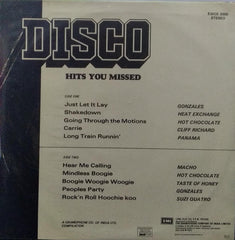 EMGE 5000
STEREO
DISCO
HITS YOU MISSED
SIDE ONE
Just Let It Lay GONZALES
Shakedown HEAT EXCHANGE
Going Through the Motions HOT CHOCOLATE
Carrie CLIFF RICHARD
Long Train Runnin' PANAMA
SIDE TWO
Hear Me Calling MACHO
Mindless Boogie HOT CHOCOLATE
Boogie Woogie Woogie TASTE OF HONEY
Peoples Party GONZALES
Rock'n Roll Hoochie koo SUZI QUATRO
A GRAMOPHONE CO. OF INDIA LTD.
COMPILATION
EMI